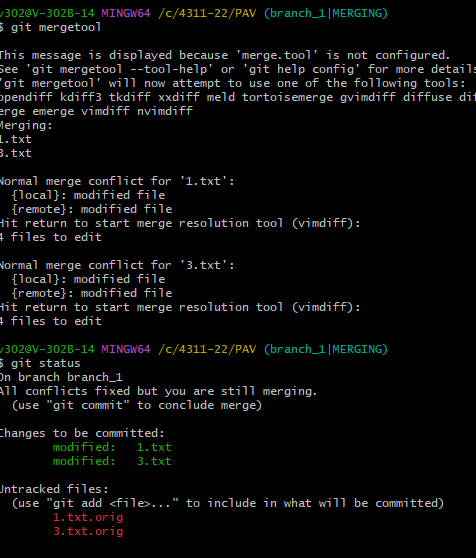 v302@V-302B-14 MINGW64 /c/4311-22/PAV (branch_1|MERGING)
$ git mergetool
This message is displayed because 'merge.tool' is not configured.
See 'git mergetool --tool-help' or 'git help config' for more details
'git mergetool' will now attempt to use one of the following tools:
opendiff kdiff3 tkdiff xxdiff meld tortoisemerge gvimdiff diffuse dif
erge emerge vimdiff nvimdiff
Merging:
1.txt
3.txt
Normal merge conflict for '1.txt':
  {local}: modified file
  {remote}: modified file
Hit return to start merge resolution tool (vimdiff):
4 files to edit
Normal merge conflict for '3.txt':
  {local}: modified file
  {remote}: modified file
Hit return to start merge resolution tool (vimdiff):
4 files to edit
v302@V-302B-14 MINGW64 /c/4311-22/PAV (branch_1|MERGING)
$ git status
On branch branch_1
All conflicts fixed but you are still merging.
  (use "git commit" to conclude merge)
Changes to be committed:
        modified:   1.txt
        modified:   3.txt
Untracked files:
  (use "git add <file>..." to include in what will be committed)
        1.txt.orig
        3.txt.orig